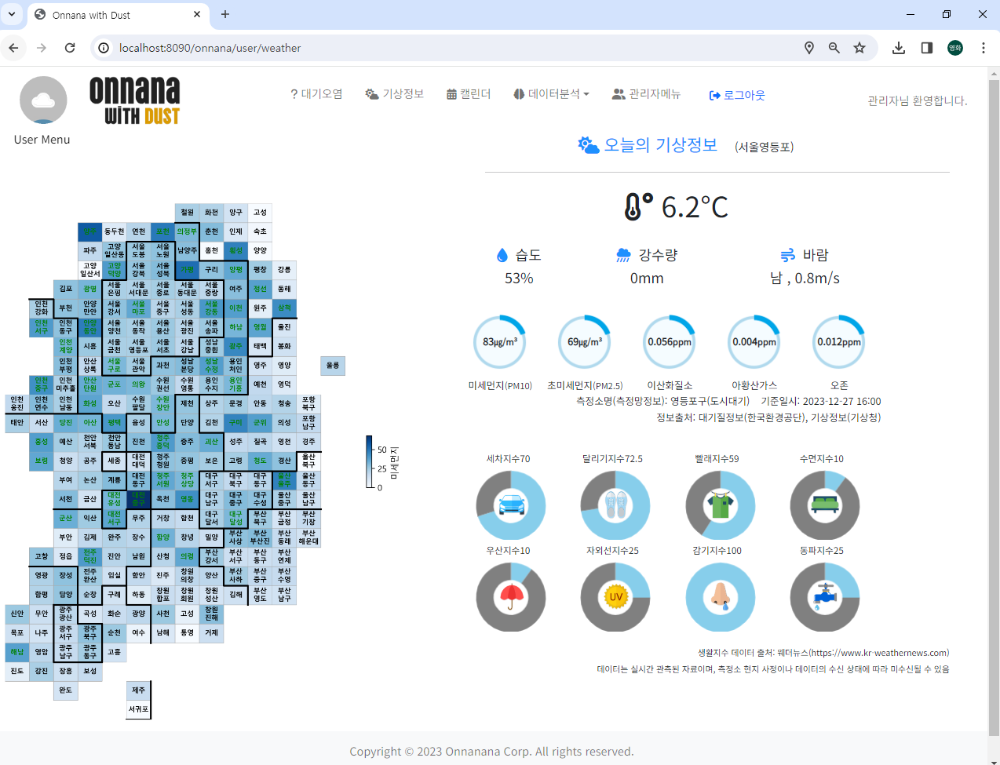 Onnana with Dust
localhost:8090/onnana/user/weather
영화
onnana
WITH DUST
User Menu
? 대기오염 기상정보 캘린더 데이터분석 관리자메뉴 로그아웃
관리자님 환영합니다.
오늘의 기상정보 (서울영등포)
6.2°C
습도 강수량 바람
53% 0mm 남 , 0.8m/s
83㎍/m³ 69㎍/m³ 0.056ppm 0.004ppm 0.012ppm
미세먼지(PM10) 초미세먼지(PM2.5) 이산화질소 아황산가스 오존
측정소명(측정망정보): 영등포구(도시대기) 기준일시: 2023-12-27 16:00
정보출처: 대기질정보(한국환경공단), 기상정보(기상청)
세차지수70 달리기지수72.5 빨래지수59 수면지수10
우산지수10 자외선지수25 감기지수100 동파지수25
UV
생활지수 데이터 출처: 웨더뉴스(https://www.kr-weathernews.com)
데이터는 실시간 관측된 자료이며, 측정소 현지 사정이나 데이터의 수신 상태에 따라 미수신될 수 있음
철원 화천 양구 고성
동두천 연천 포천 의정부 춘천 인제 속초
파주 고양일산동 서울도봉 서울노원 남양주 홍천 횡성 양양
고양일산서 고양덕양 서울강북 서울성북 가평 구리 양평 평창 강릉
김포 광명 서울은평 서울서대문 서울종로 서울동대문 서울중랑 여주 정선 동해
인천강화 부천 안양만안 서울강서 서울마포 서울중구 서울성동 서울강동 이천 원주 삼척
인천서구 인천동구 안양동안 서울양천 서울동작 서울용산 서울광진 서울송파 하남 영월 울진
인천계양 시흥 서울금천 서울영등포 서울서초 서울강남 성남중원 광주 태백 봉화
인천부평 안산상록 서울구로 서울관악 과천 성남분당 성남수정 용인처인 영주 영양 울릉
인천중구 인천미추홀 안산단원 군포 의왕 수원권선 수원영통 용인수지 용인기흥 예천 영덕
인천옹진 인천연수 인천남동 화성 오산 수원팔달 수원장안 제천 상주 문경 안동 청송 포항북구
태안 서산 당진 아산 평택 음성 안성 단양 김천 구미 군위 의성 포항남구
홍성 예산 천안서북 천안동남 진천 청주흥덕 충주 괴산 성주 칠곡 영천 경주
보령 청양 공주 세종 대전대덕 청주청원 증평 보은 고령 청도 경산 울산북구
부여 논산 계룡 대전동구 청주서원 청주상당 대구서구 대구북구 대구동구 울산울주 울산동구
서천 금산 대전유성 대전중구 옥천 영동 대구남구 대구중구 대구수성 울산중구 울산남구
군산 익산 대전서구 무주 거창 합천 대구달서 대구달성 부산북구 부산금정 부산기장
부안 김제 완주 장수 함양 창녕 밀양 부산사상 부산부산진 부산동래 부산해운대
고창 정읍 전주덕진 진안 남원 산청 의령 부산강서 부산서구 부산동구 부산연제
영광 장성 전주완산 임실 함안 진주 창원의창 양산 부산사하 부산중구 부산수영
함평 담양 순창 구례 하동 창원합포 창원회원 창원성산 김해 부산영도 부산남구
신안 무안 광주광산 곡성 화순 광양 사천 고성 창원진해
목포 나주 광주서구 광주북구 순천 여수 남해 통영 거제
해남 영암 광주남구 광주동구 고흥
진도 강진 장흥 보성
완도 제주
서귀포
50
25
0
미세먼지
Copyright © 2023 Onnanana Corp. All rights reserved.